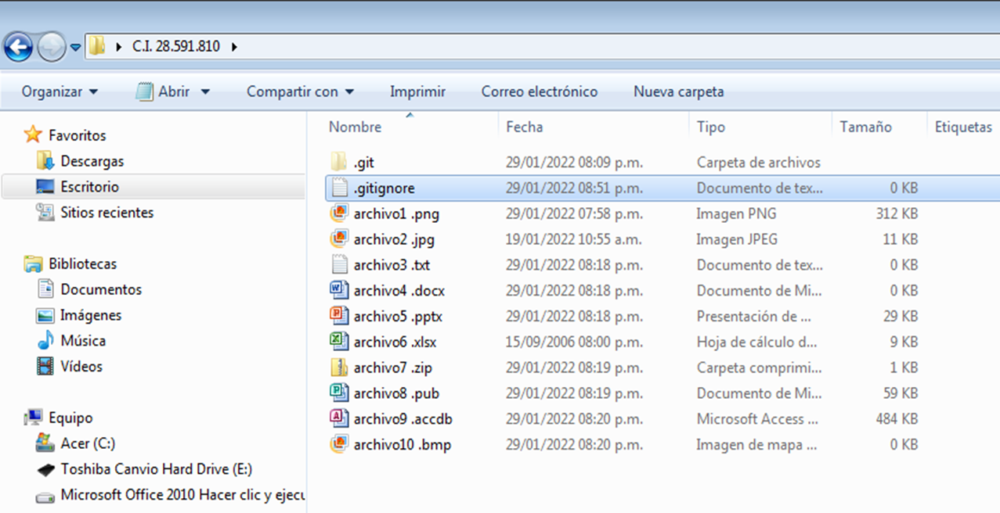 C.I. 28.591.810
Organizar Abrir Compartir con Imprimir Correo electrónico Nueva carpeta
Favoritos
Descargas
Escritorio
Sitios recientes
Bibliotecas
Documentos
Imágenes
Música
Vídeos
Equipo
Acer (C:)
Toshiba Canvio Hard Drive (E:)
Microsoft Office 2010 Hacer clic y ejecu
Nombre Fecha Tipo Tamaño Etiquetas
.git 29/01/2022 08:09 p.m. Carpeta de archivos
.gitignore 29/01/2022 08:51 p.m. Documento de tex... 0 KB
archivo1 .png 29/01/2022 07:58 p.m. Imagen PNG 312 KB
archivo2 .jpg 19/01/2022 10:55 a.m. Imagen JPEG 11 KB
archivo3 .txt 29/01/2022 08:18 p.m. Documento de tex... 0 KB
archivo4 .docx 29/01/2022 08:18 p.m. Documento de Mi... 0 KB
archivo5 .pptx 29/01/2022 08:18 p.m. Presentación de ... 29 KB
archivo6 .xlsx 15/09/2006 08:00 p.m. Hoja de cálculo d... 9 KB
archivo7 .zip 29/01/2022 08:19 p.m. Carpeta comprimi... 1 KB
archivo8 .pub 29/01/2022 08:19 p.m. Documento de Mi... 59 KB
archivo9 .accdb 29/01/2022 08:20 p.m. Microsoft Access ... 484 KB
archivo10 .bmp 29/01/2022 08:20 p.m. Imagen de mapa ... 0 KB